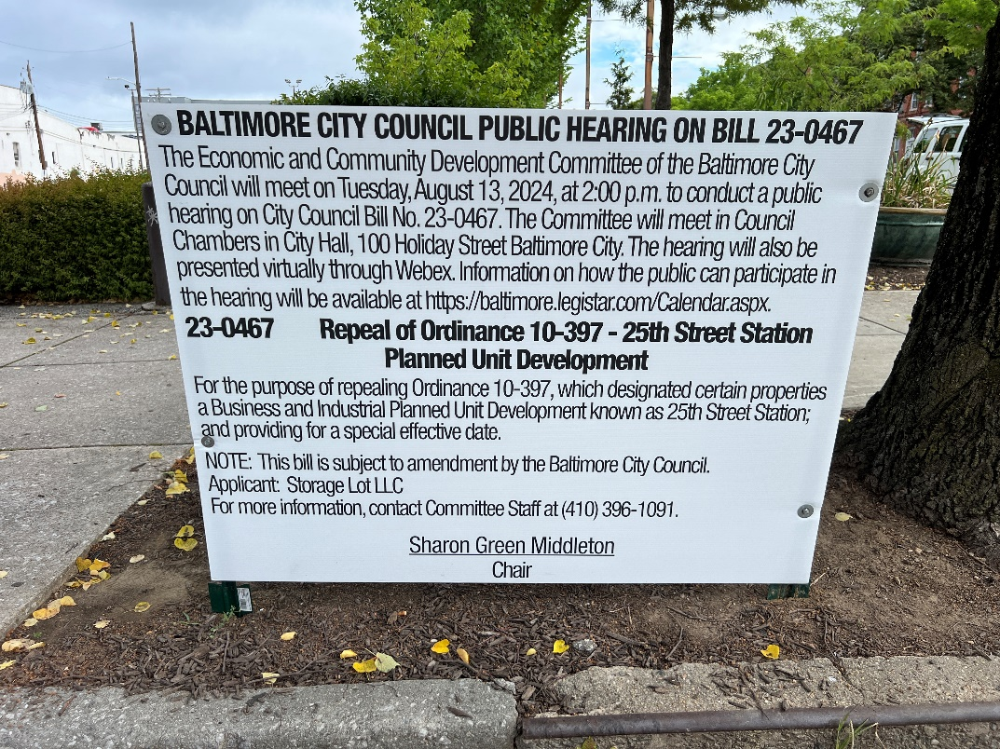 BALTIMORE CITY COUNCIL PUBLIC HEARING ON BILL 23-0467
The Economic and Community Development Committee of the Baltimore City
Council will meet on Tuesday, August 13, 2024, at 2:00 p.m. to conduct a public
hearing on City Council Bill No. 23-0467. The Committee will meet in Council
Chambers in City Hall, 100 Holiday Street Baltimore City. The hearing will also be
presented virtually through Webex. Information on how the public can participate in
the hearing will be available at https://baltimore.legistar.com/Calendar.aspx.
23-0467 Repeal of Ordinance 10-397 - 25th Street Station
Planned Unit Development
For the purpose of repealing Ordinance 10-397, which designated certain properties
a Business and Industrial Planned Unit Development known as 25th Street Station;
and providing for a special effective date.
NOTE: This bill is subject to amendment by the Baltimore City Council.
Applicant: Storage Lot LLC
For more information, contact Committee Staff at (410) 396-1091.
Sharon Green Middleton
Chair